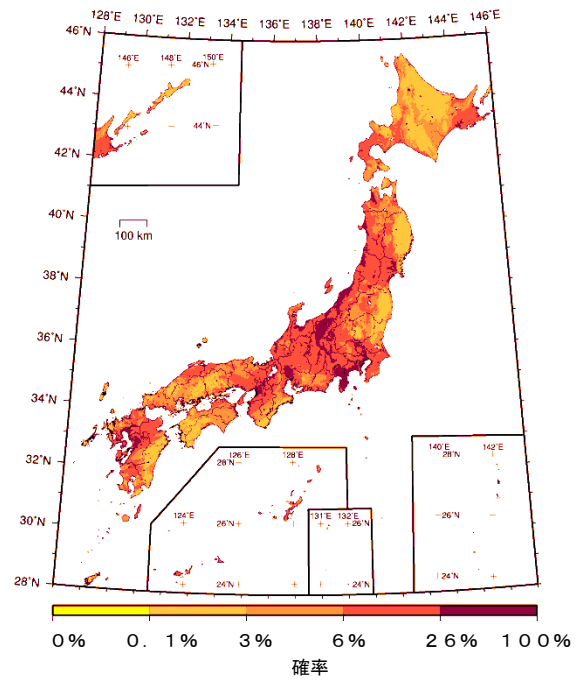 128°E 130°E 132°E 134°E 136°E 138°E 140°E 142°E 144°E 146°E
46°N
146°E 148°E 150°E
46°N
44°N
44°N
42°N
40°N
100 km
38°N
36°N
34°N
32°N
126°E 128°E
28°N
140°E 142°E
28°N
30°N
124°E
26°N
131°E 132°E
26°N
26°N
28°N
24°N
24°N
24°N
0% 0. 1% 3% 6% 26% 100%
確率